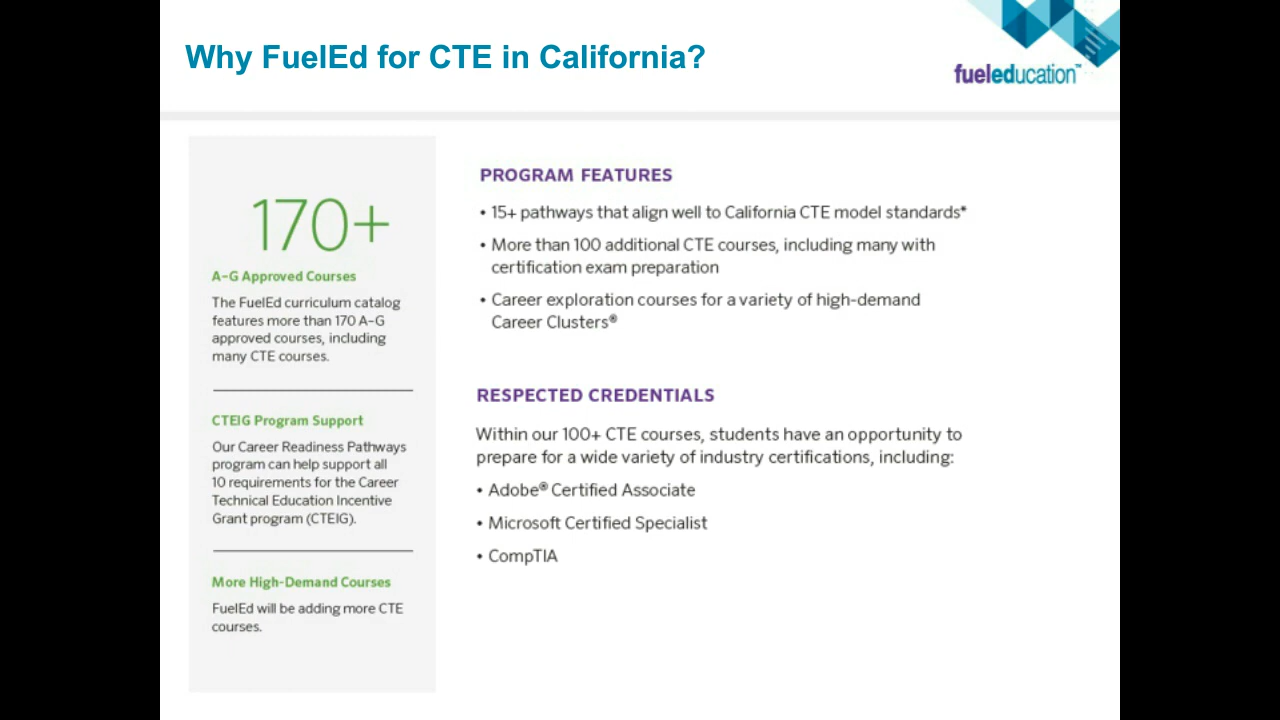 Why FuelEd for CTE in California?
fueleducation™
170+
A–G Approved Courses
The FuelEd curriculum catalog
features more than 170 A–G
approved courses, including
many CTE courses.
CTEIG Program Support
Our Career Readiness Pathways
program can help support all
10 requirements for the Career
Technical Education Incentive
Grant program (CTEIG).
More High-Demand Courses
FuelEd will be adding more CTE
courses.
PROGRAM FEATURES
• 15+ pathways that align well to California CTE model standards*
• More than 100 additional CTE courses, including many with
certification exam preparation
• Career exploration courses for a variety of high-demand
Career Clusters®
RESPECTED CREDENTIALS
Within our 100+ CTE courses, students have an opportunity to
prepare for a wide variety of industry certifications, including:
• Adobe® Certified Associate
• Microsoft Certified Specialist
• CompTIA